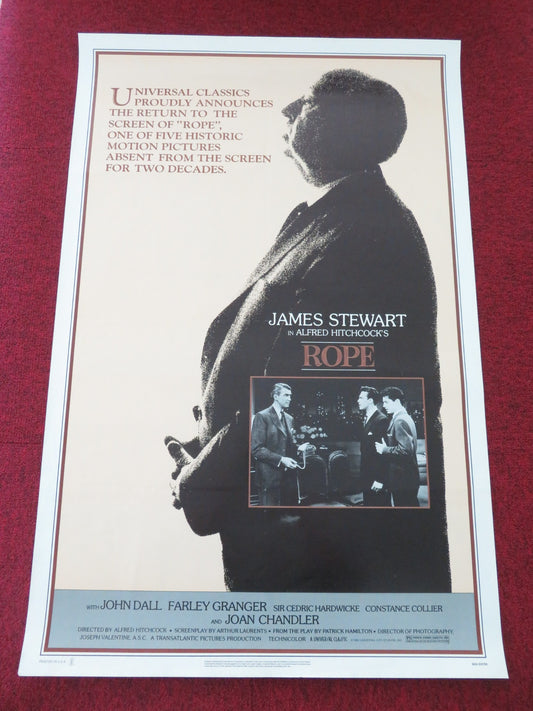 UNIVERSAL CLASSICS
PROUDLY ANNOUNCES
THE RETURN TO THE
SCREEN OF "ROPE",
ONE OF FIVE HISTORIC
MOTION PICTURES
ABSENT FROM THE SCREEN
FOR TWO DECADES.
JAMES STEWART
IN ALFRED HITCHCOCK'S
ROPE
WITH JOHN DALL FARLEY GRANGER SIR CEDRIC HARDWICKE CONSTANCE COLLIER
AND JOAN CHANDLER
DIRECTED BY ALFRED HITCHCOCK • SCREENPLAY BY ARTHUR LAURENTS • FROM THE PLAY BY PATRICK HAMILTON • DIRECTOR OF PHOTOGRAPHY,
JOSEPH VALENTINE, A.S.C. A TRANSATLANTIC PICTURES PRODUCTION TECHNICOLOR A UNIVERSAL CLASSIC
PRINTED IN U.S.A.